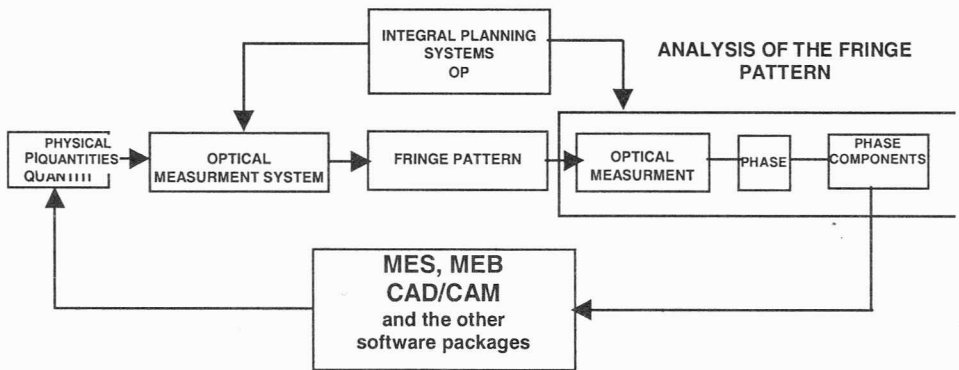 INTEGRAL PLANNING
SYSTEMS
OP
ANALYSIS OF THE FRINGE
PATTERN
PHYSICAL
PIQUANTITIES
QUANTITI
OPTICAL
MEASURMENT SYSTEM
FRINGE PATTERN
OPTICAL
MEASURMENT
PHASE
PHASE
COMPONENTS
MES, MEB
CAD/CAM
and the other
software packages